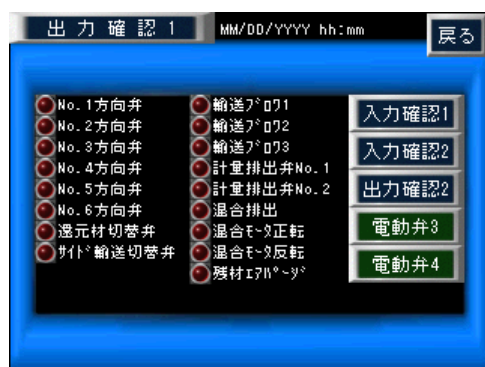 出力確認1
MM/DD/YYYY hh:mm
戻る
No.1方向弁
No.2方向弁
No.3方向弁
No.4方向弁
No.5方向弁
No.6方向弁
還元材切替弁
ｻｲﾄﾞ輸送切替弁
輸送ﾌﾞﾛﾜ1
輸送ﾌﾞﾛﾜ2
輸送ﾌﾞﾛﾜ3
計量排出弁No.1
計量排出弁No.2
混合排出
混合ﾓｰﾀ正転
混合ﾓｰﾀ反転
残材ｴｱﾊﾟｰｼﾞ
入力確認1
入力確認2
出力確認2
電動弁3
電動弁4